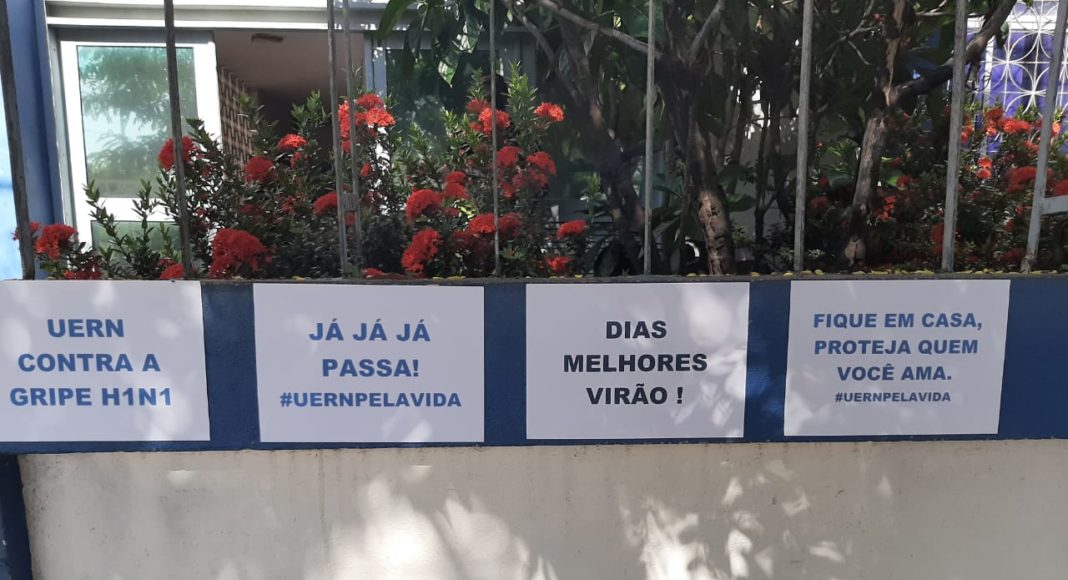 UERN
CONTRA A
GRIPE H1N1
JÁ JÁ JÁ
PASSA!
#UERNPELAVIDA
DIAS
MELHORES
VIRÃO !
FIQUE EM CASA,
PROTEJA QUEM
VOCÊ AMA.
#UERNPELAVIDA